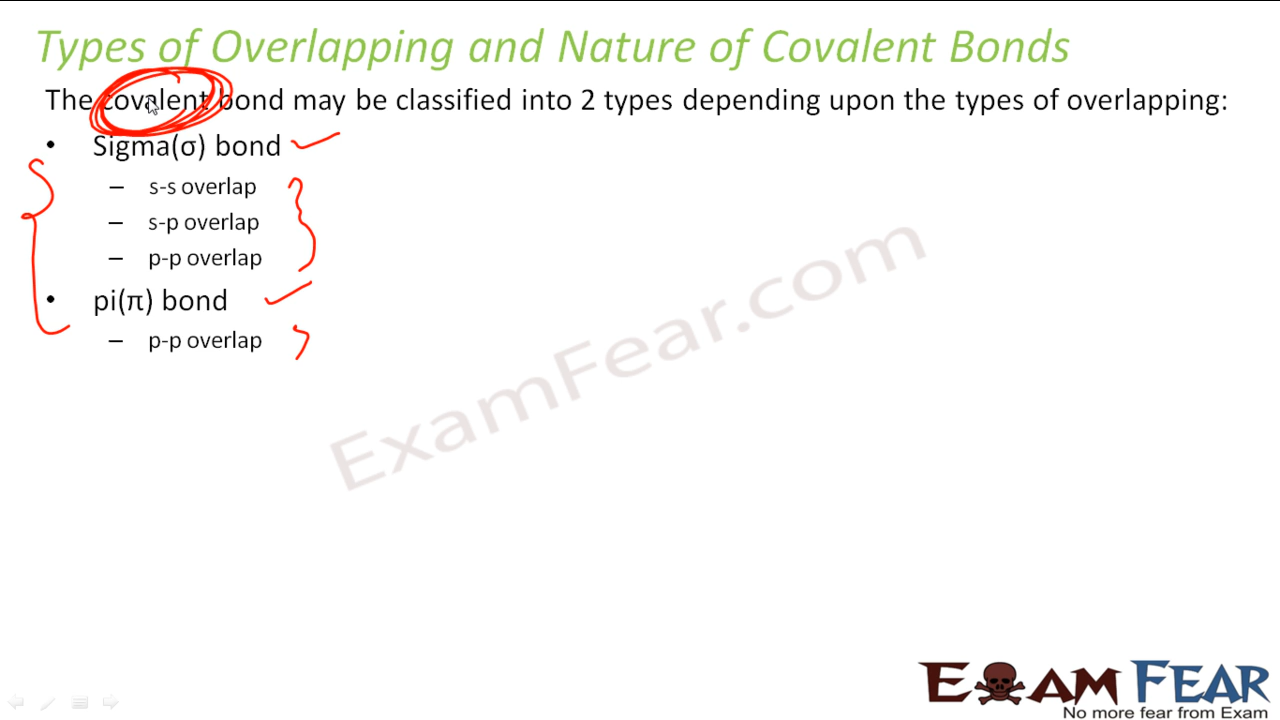 Types of Overlapping and Nature of Covalent Bonds
The covalent bond may be classified into 2 types depending upon the types of overlapping:
• Sigma(σ) bond
– s-s overlap
– s-p overlap
– p-p overlap
• pi(π) bond
– p-p overlap
ExamFear.com
EXAM FEAR
No more fear from Exam